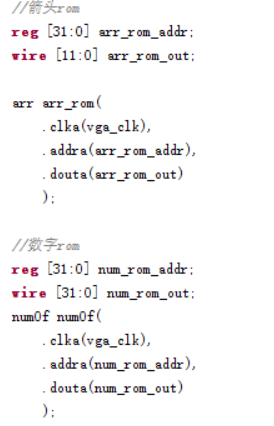 //箭头rom
reg [31:0] arr_rom_addr;
wire [11:0] arr_rom_out;
arr arr_rom(
.clka(vga_clk),
.addra(arr_rom_addr),
.douta(arr_rom_out)
);
//数字rom
reg [31:0] num_rom_addr;
wire [31:0] num_rom_out;
num0f num0f(
.clka(vga_clk),
.addra(num_rom_addr),
.douta(num_rom_out)
);